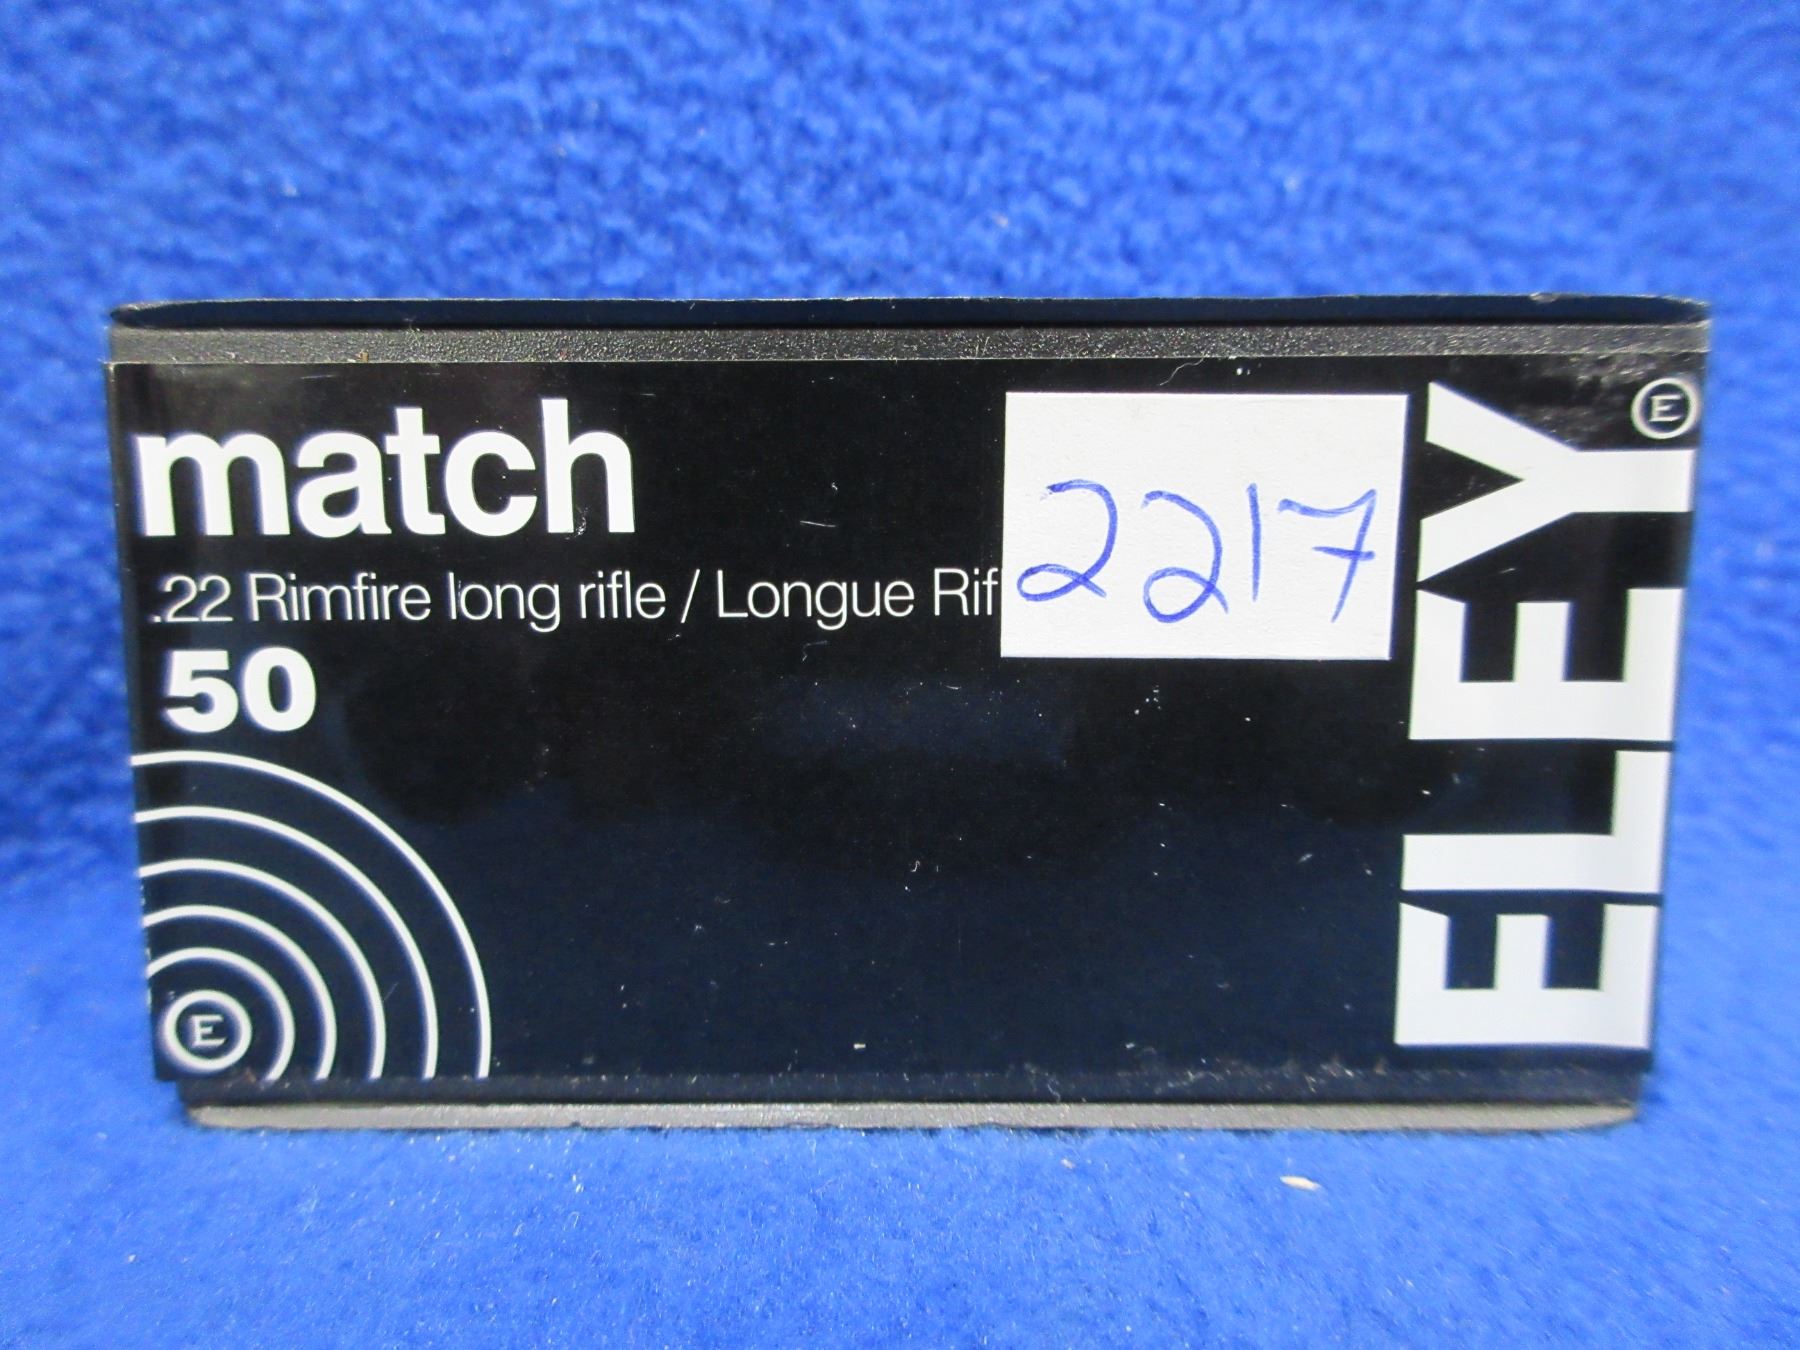 match
.22 Rimfire long rifle / Longue Rif
50
2217
ELEY
E
E